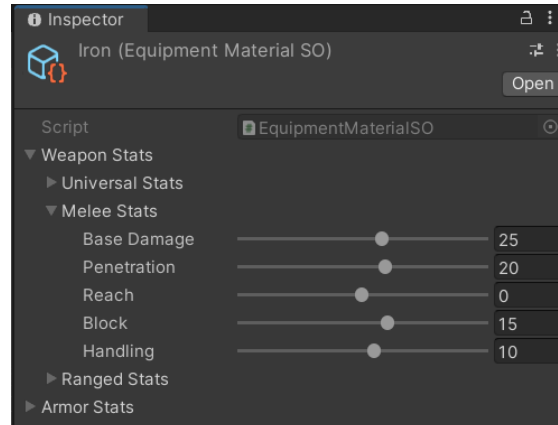 Inspector
Iron (Equipment Material SO)
Open
Script EquipmentMaterialSO
Weapon Stats
Universal Stats
Melee Stats
Base Damage 25
Penetration 20
Reach 0
Block 15
Handling 10
Ranged Stats
Armor Stats